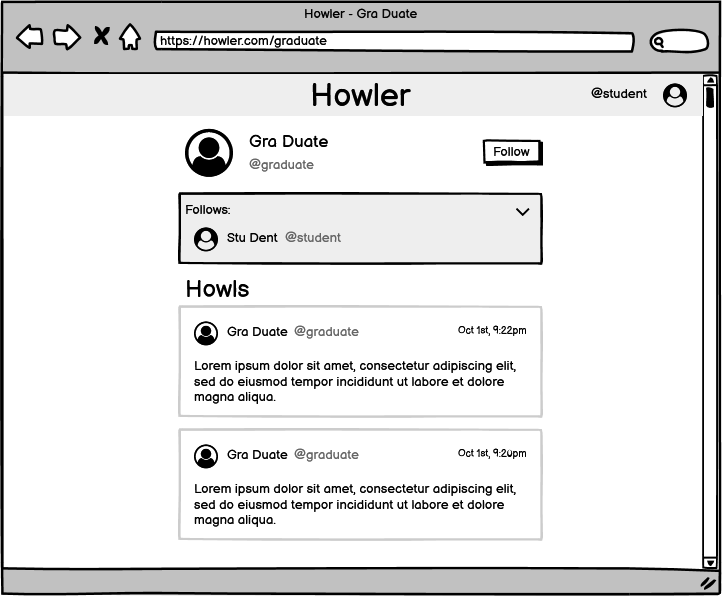 Howler - Gra Duate
https://howler.com/graduate
Howler
@student
Gra Duate
@graduate
Follow
Follows:
Stu Dent @student
Howls
Gra Duate @graduate Oct 1st, 9:22pm
Lorem ipsum dolor sit amet, consectetur adipiscing elit,
sed do eiusmod tempor incididunt ut labore et dolore
magna aliqua.
Gra Duate @graduate Oct 1st, 9:20pm
Lorem ipsum dolor sit amet, consectetur adipiscing elit,
sed do eiusmod tempor incididunt ut labore et dolore
magna aliqua.